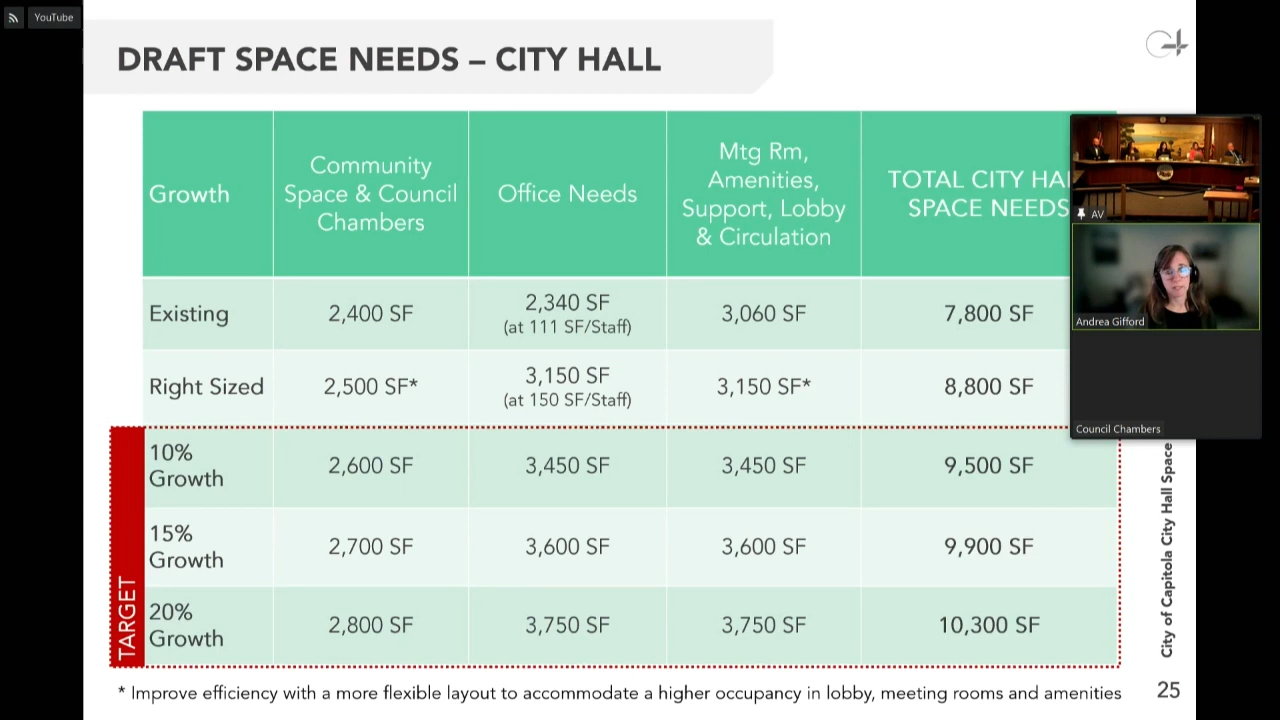 YouTube
DRAFT SPACE NEEDS – CITY HALL
Growth
Community
Space & Council
Chambers
Office Needs
Mtg Rm,
Amenities,
Support, Lobby
& Circulation
TOTAL CITY HA
SPACE NEEDS
Existing
2,400 SF
2,340 SF
(at 111 SF/Staff)
3,060 SF
7,800 SF
Right Sized
2,500 SF*
3,150 SF
(at 150 SF/Staff)
3,150 SF*
8,800 SF
TARGET
10%
Growth
2,600 SF
3,450 SF
3,450 SF
9,500 SF
15%
Growth
2,700 SF
3,600 SF
3,600 SF
9,900 SF
20%
Growth
2,800 SF
3,750 SF
3,750 SF
10,300 SF
* Improve efficiency with a more flexible layout to accommodate a higher occupancy in lobby, meeting rooms and amenities
AV
Andrea Gifford
Council Chambers
City of Capitola City Hall Space
25